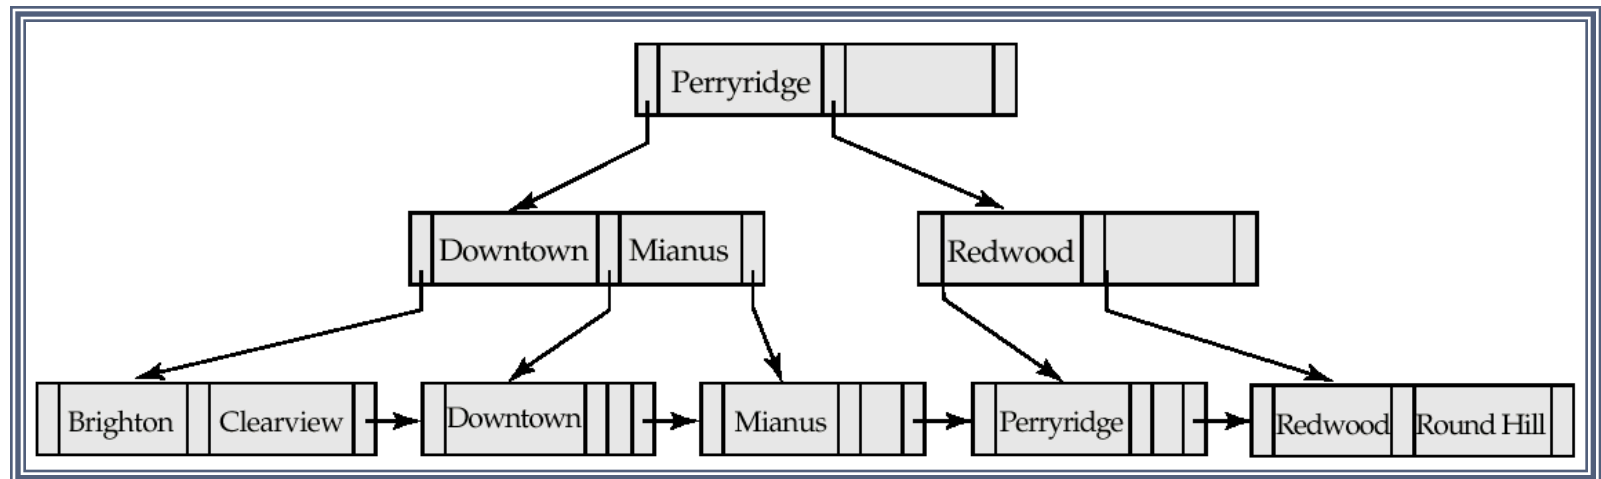 Perryridge
Downtown Mianus
Redwood
Brighton Clearview
Downtown
Mianus
Perryridge
Redwood Round Hill